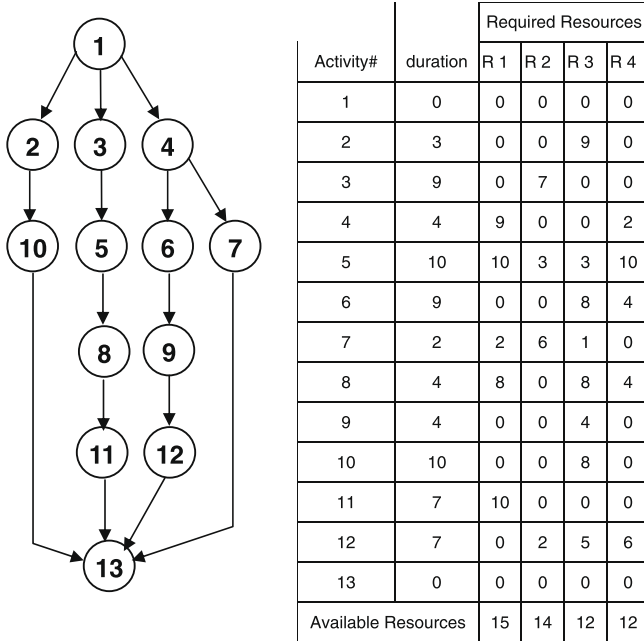 1
2 3 4
10 5 6 7
8 9
11 12
13
Required Resources
Activity# duration R 1 R 2 R 3 R 4
1 0 0 0 0 0
2 3 0 0 9 0
3 9 0 7 0 0
4 4 9 0 0 2
5 10 10 3 3 10
6 9 0 0 8 4
7 2 2 6 1 0
8 4 8 0 8 4
9 4 0 0 4 0
10 10 0 0 8 0
11 7 10 0 0 0
12 7 0 2 5 6
13 0 0 0 0 0
Available Resources 15 14 12 12